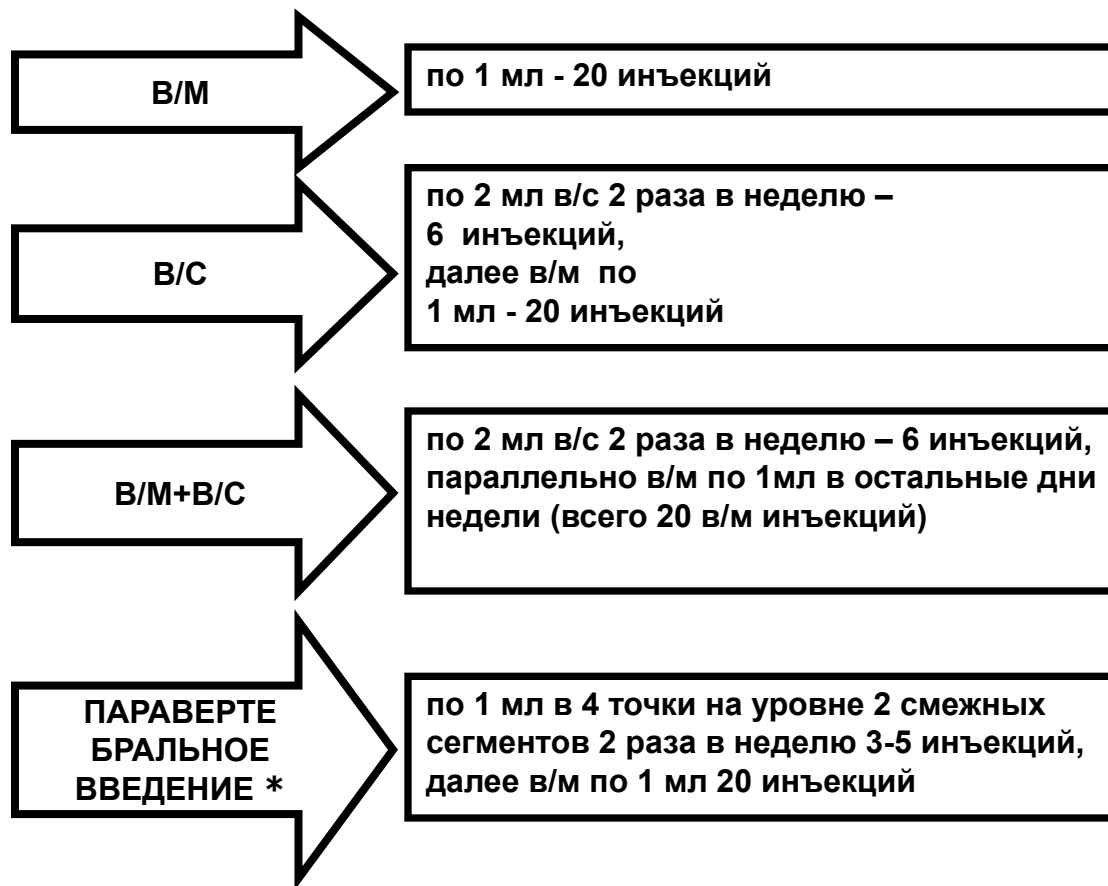 В/М
по 1 мл - 20 инъекций
В/С
по 2 мл в/с 2 раза в неделю –
6  инъекций,
далее в/м  по
1 мл - 20 инъекций
В/М+В/С
по 2 мл в/с 2 раза в неделю – 6 инъекций,
параллельно в/м по 1мл в остальные дни
недели (всего 20 в/м инъекций)
ПАРАВЕРТЕ
БРАЛЬНОЕ
ВВЕДЕНИЕ *
по 1 мл в 4 точки на уровне 2 смежных
сегментов 2 раза в неделю 3-5 инъекций,
далее в/м по 1 мл 20 инъекций